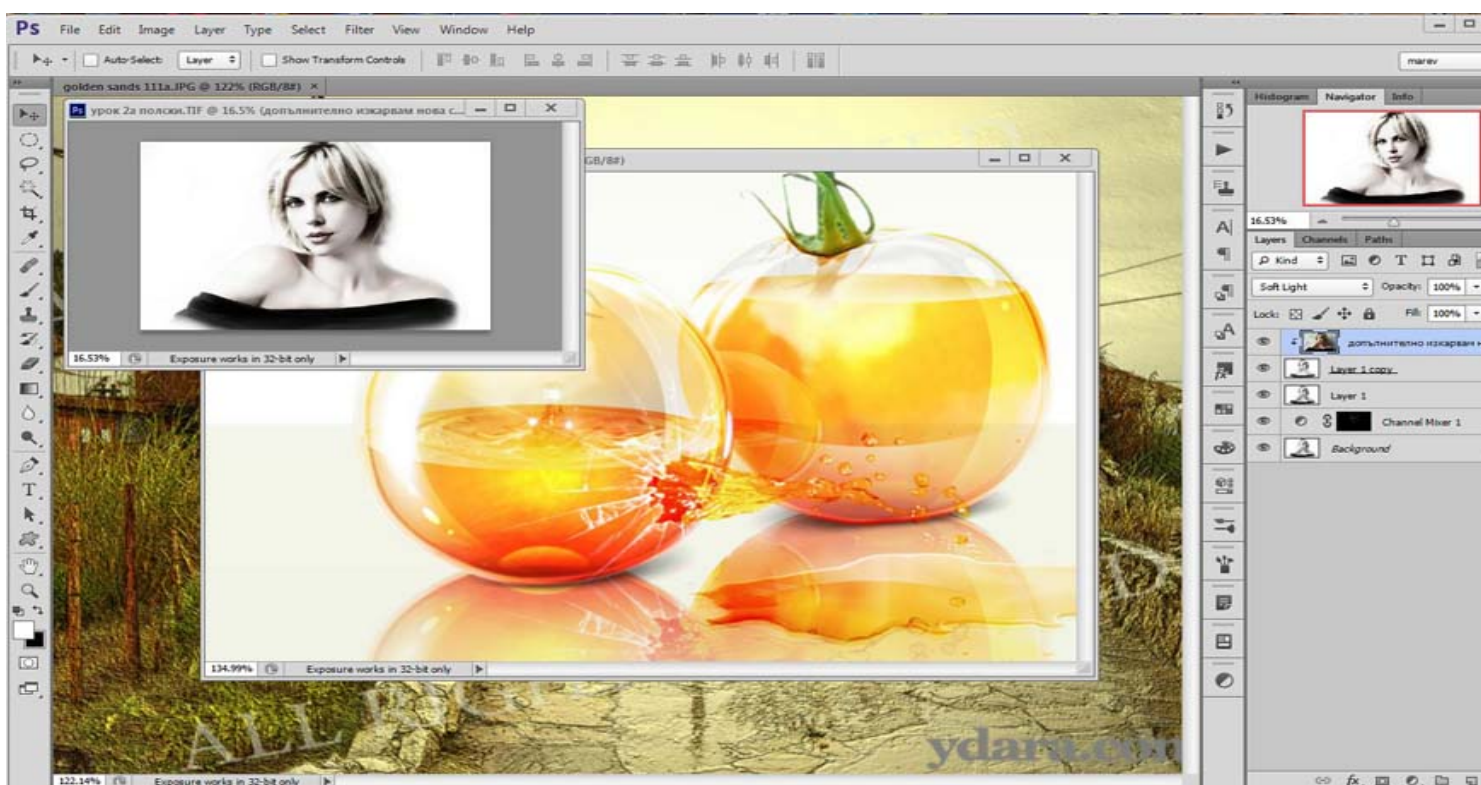 Ps File Edit Image Layer Type Select Filter View Window Help
Auto-Select: Layer Show Transform Controls marev
golden sands 111a.JPG @ 122% (RGB/8#) ×
Ps урок 2а полски.TIF @ 16.5% (допълнително изкарвам нова с...
GB/8#)
16.53% Exposure works in 32-bit only
134.99% Exposure works in 32-bit only
ALL
ydara.com
122.14% Exposure works in 32-bit only
Histogram Navigator Info
16.53%
Layers Channels Paths
Kind
Soft Light Opacity: 100%
Lock: Fill: 100%
допълнително изкарвам н
Layer 1 copy
Layer 1
Channel Mixer 1
Background